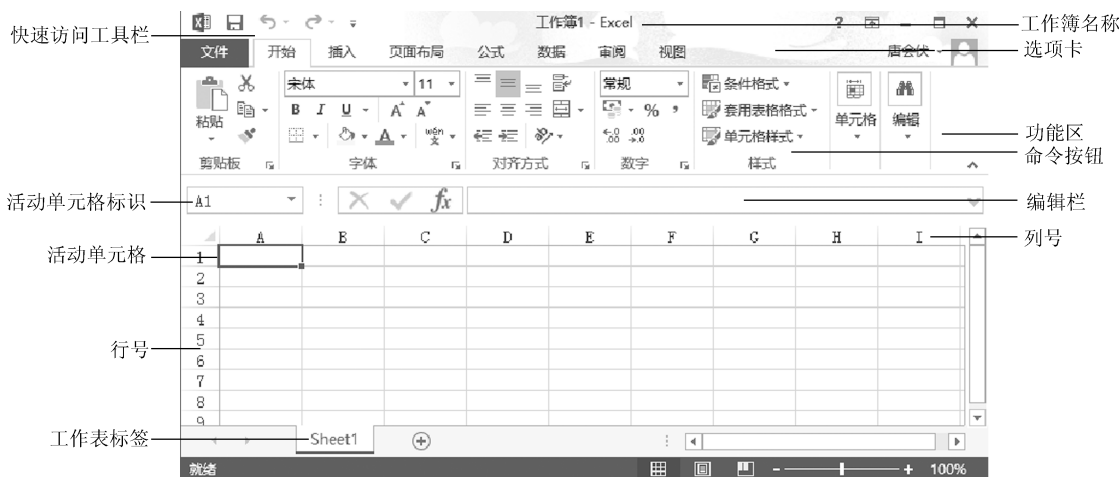 工作簿1 - Excel
?
工作簿名称
快速访问工具栏
文件 开始 插入 页面布局 公式 数据 审阅 视图 唐会伏
选项卡
宋体 11 常规 条件格式
粘贴 B I U A A % , 套用表格格式 单元格 编辑
wén 文 .00 .0 单元格样式
功能区
剪贴板 字体 对齐方式 数字 样式
命令按钮
活动单元格标识 A1 fx 编辑栏
A B C D E F G H I 列号
活动单元格 1
2
3
4
5
行号
6
7
8
9
工作表标签 Sheet1
就绪 100%